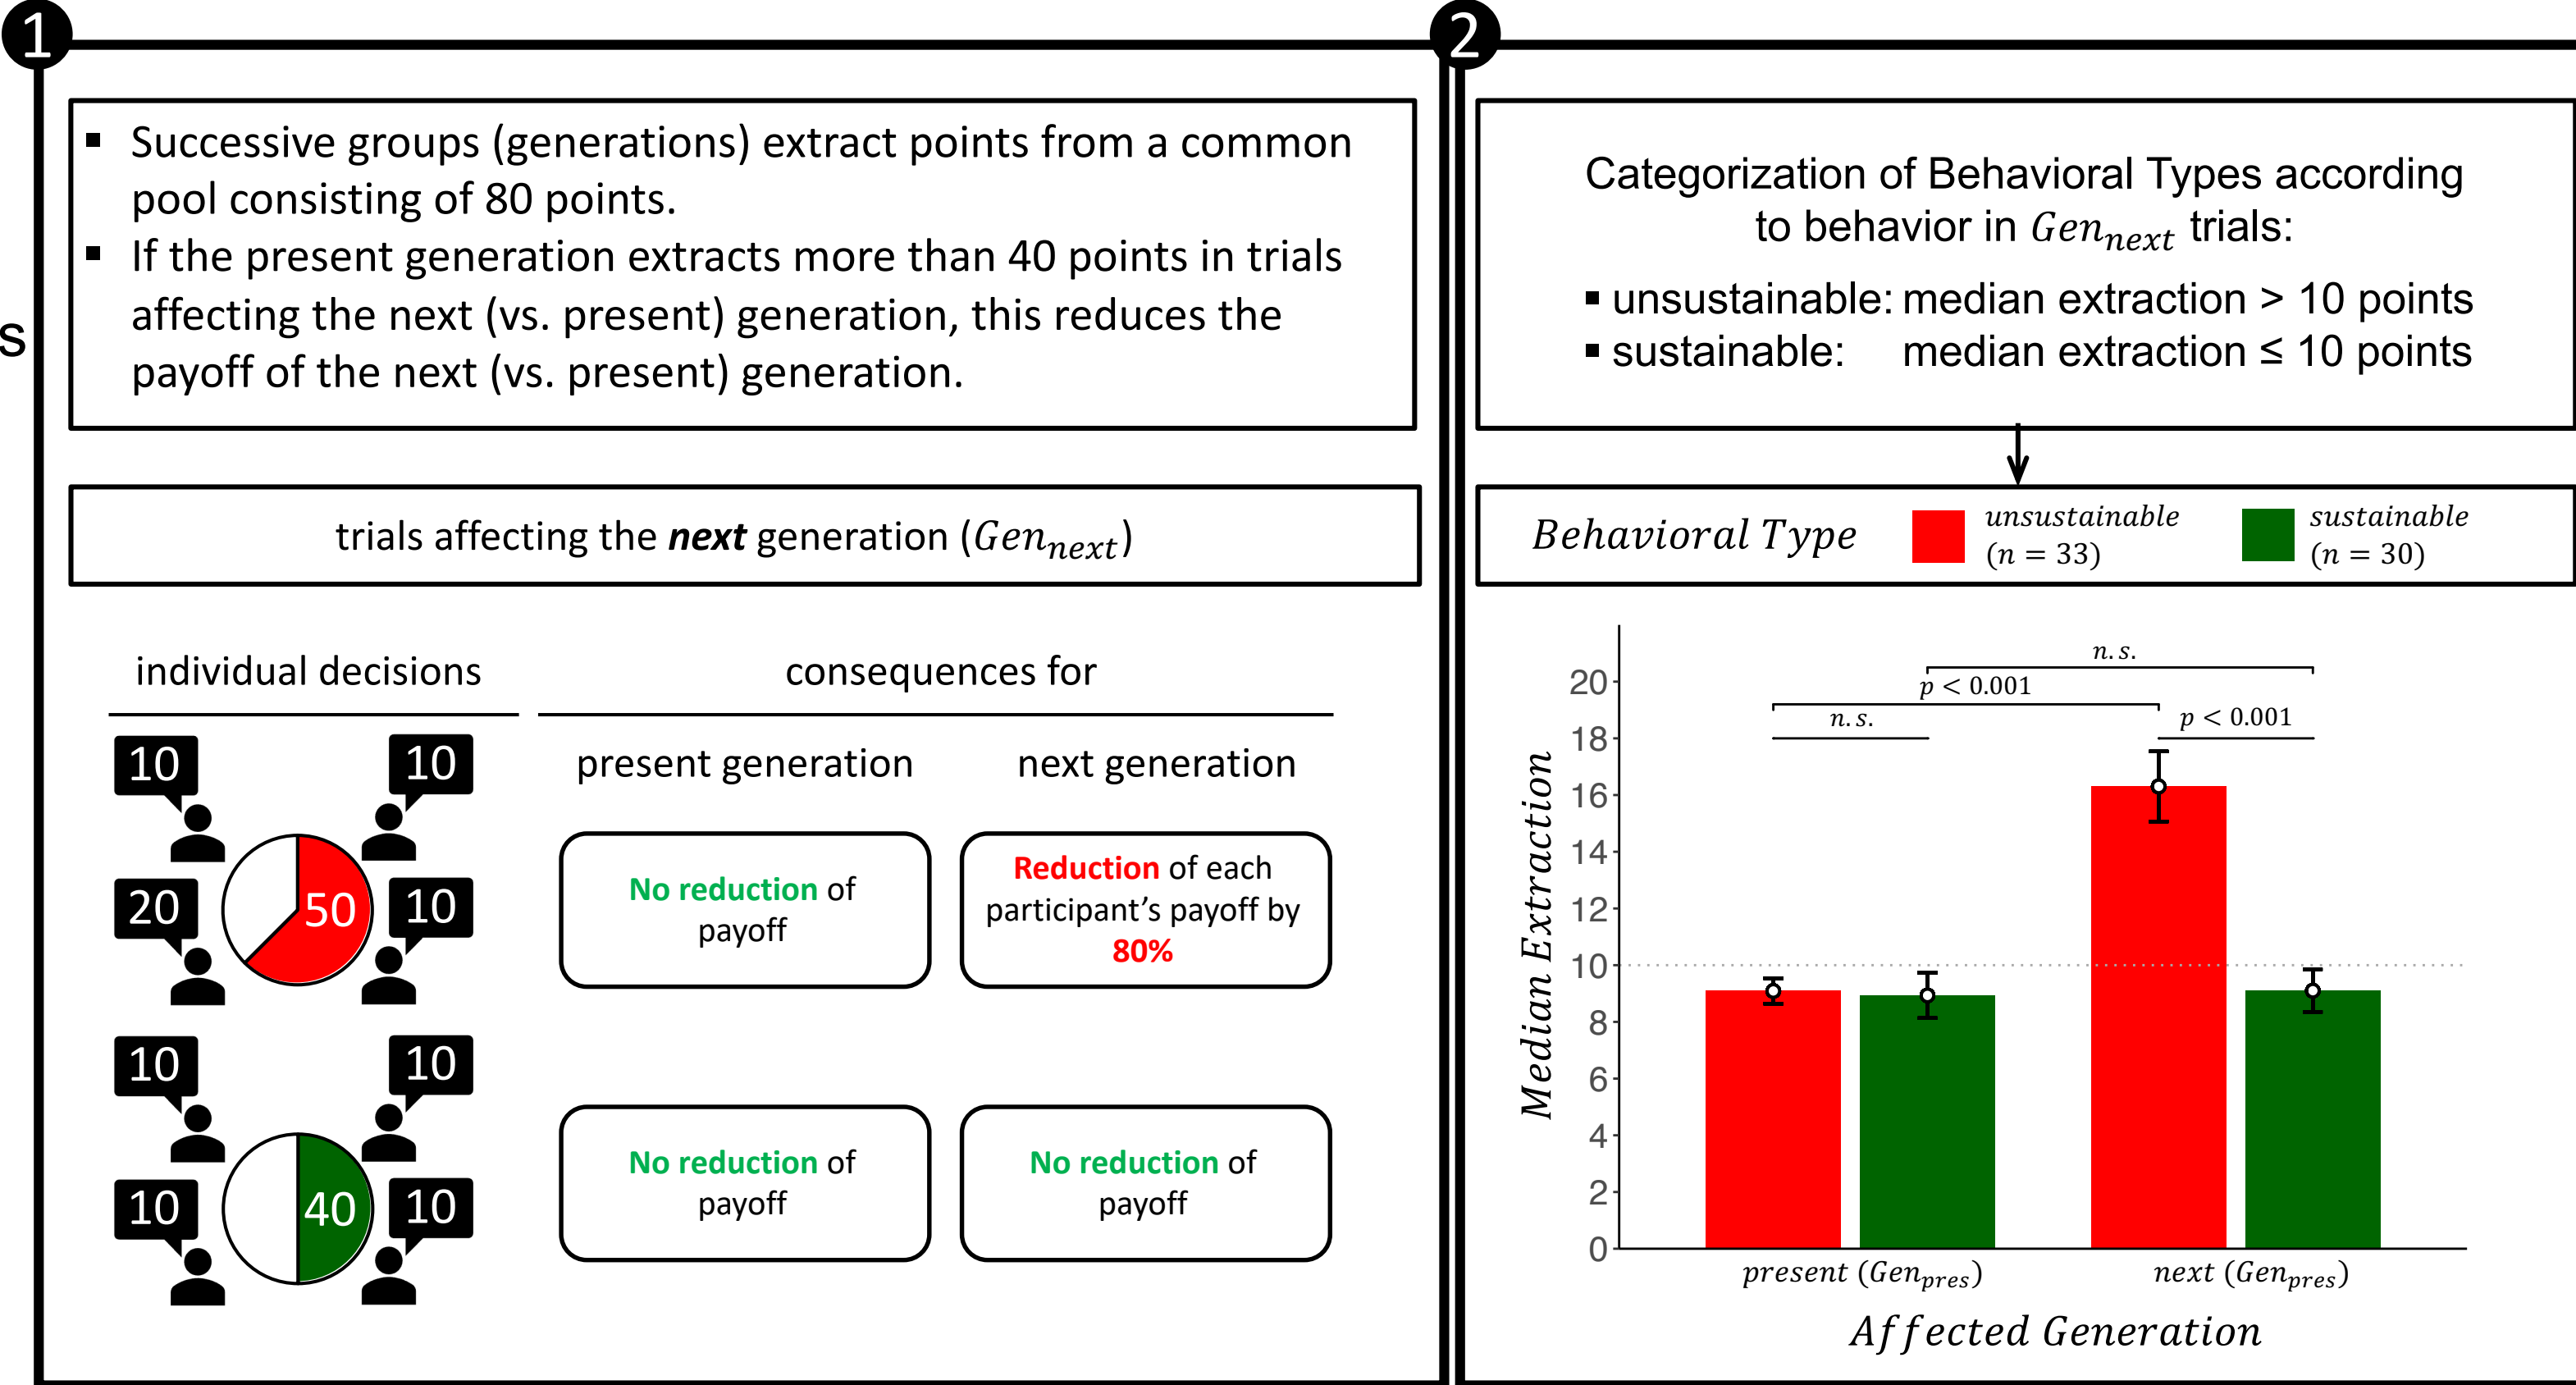 1
2
s
▪ Successive groups (generations) extract points from a common
pool consisting of 80 points.
▪ If the present generation extracts more than 40 points in trials
affecting the next (vs. present) generation, this reduces the
payoff of the next (vs. present) generation.
trials affecting the next generation (Gen_next)
individual decisions
consequences for
present generation
next generation
10
10
20
50
10
No reduction of
payoff
Reduction of each
participant's payoff by
80%
10
10
10
40
10
No reduction of
payoff
No reduction of
payoff
Categorization of Behavioral Types according
to behavior in Gen_next trials:
▪ unsustainable: median extraction > 10 points
▪ sustainable: median extraction ≤ 10 points
Behavioral Type
unsustainable
(n = 33)
sustainable
(n = 30)
Median Extraction
20
18
16
14
12
10
8
6
4
2
0
n.s.
p < 0.001
n.s.
p < 0.001
present (Gen_pres)
next (Gen_pres)
Affected Generation